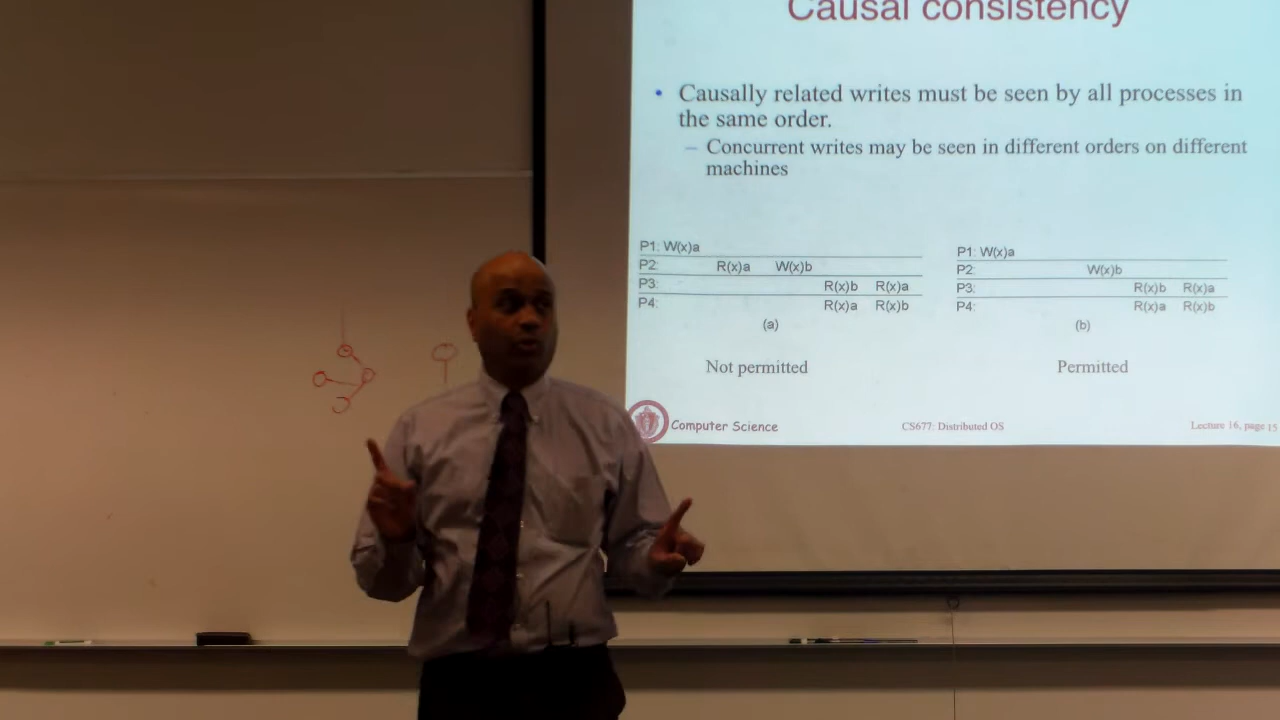 Causal consistency
• Causally related writes must be seen by all processes in
the same order.
– Concurrent writes may be seen in different orders on different
machines
P1: W(x)a
P2: R(x)a W(x)b
P3: R(x)b R(x)a
P4: R(x)a R(x)b
(a)
Not permitted
P1: W(x)a
P2: W(x)b
P3: R(x)b R(x)a
P4: R(x)a R(x)b
(b)
Permitted
Computer Science
CS677: Distributed OS
Lecture 16, page 15